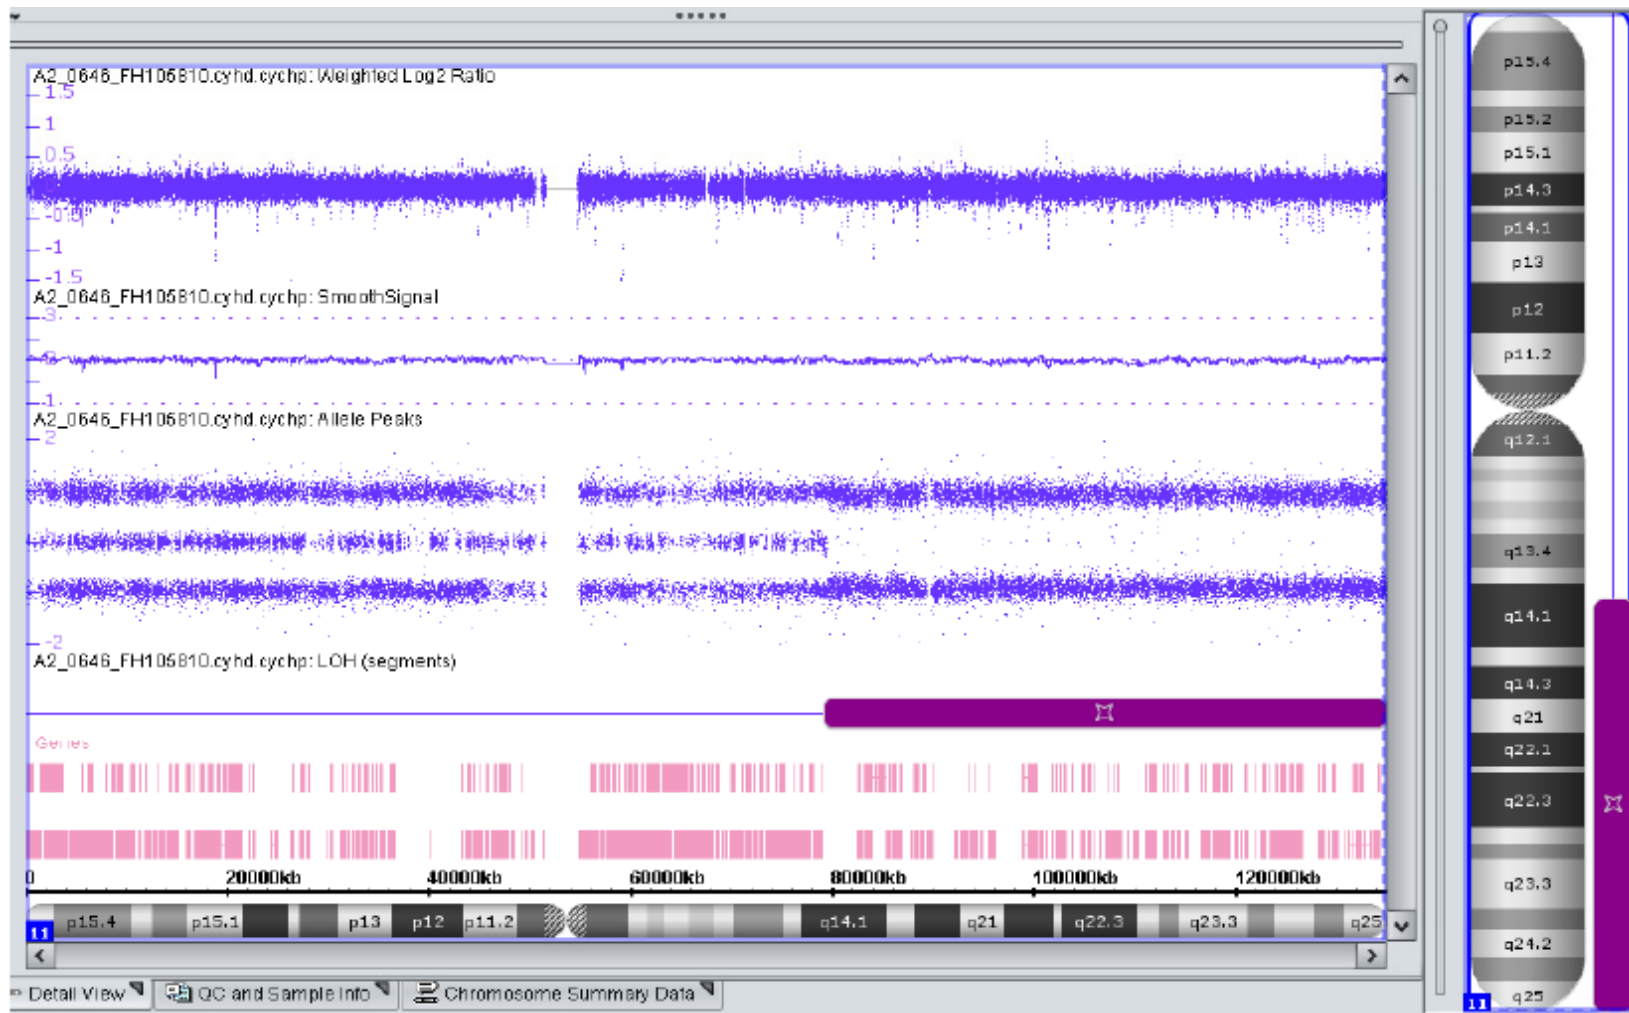 A2_0646_FH105810.cyhd.cychp: Weighted Log2 Ratio
1.5
1
0.5
0
-0.5
-1
-1.5
A2_0646_FH105810.cyhd.cychp: SmoothSignal
3
2
1
A2_0646_FH105810.cyhd.cychp: Allele Peaks
2
-2
A2_0646_FH105810.cyhd.cychp: LOH (segments)
Genes
0 20000kb 40000kb 60000kb 80000kb 100000kb 120000kb
11 p15.4 p15.1 p13 p12 p11.2 q14.1 q21 q22.3 q23.3 q25
Detail View QC and Sample Info Chromosome Summary Data
p15.4
p15.2
p15.1
p14.3
p14.1
p13
p12
p11.2
q12.1
q13.4
q14.1
q14.3
q21
q22.1
q22.3
q23.3
q24.2
11 q25